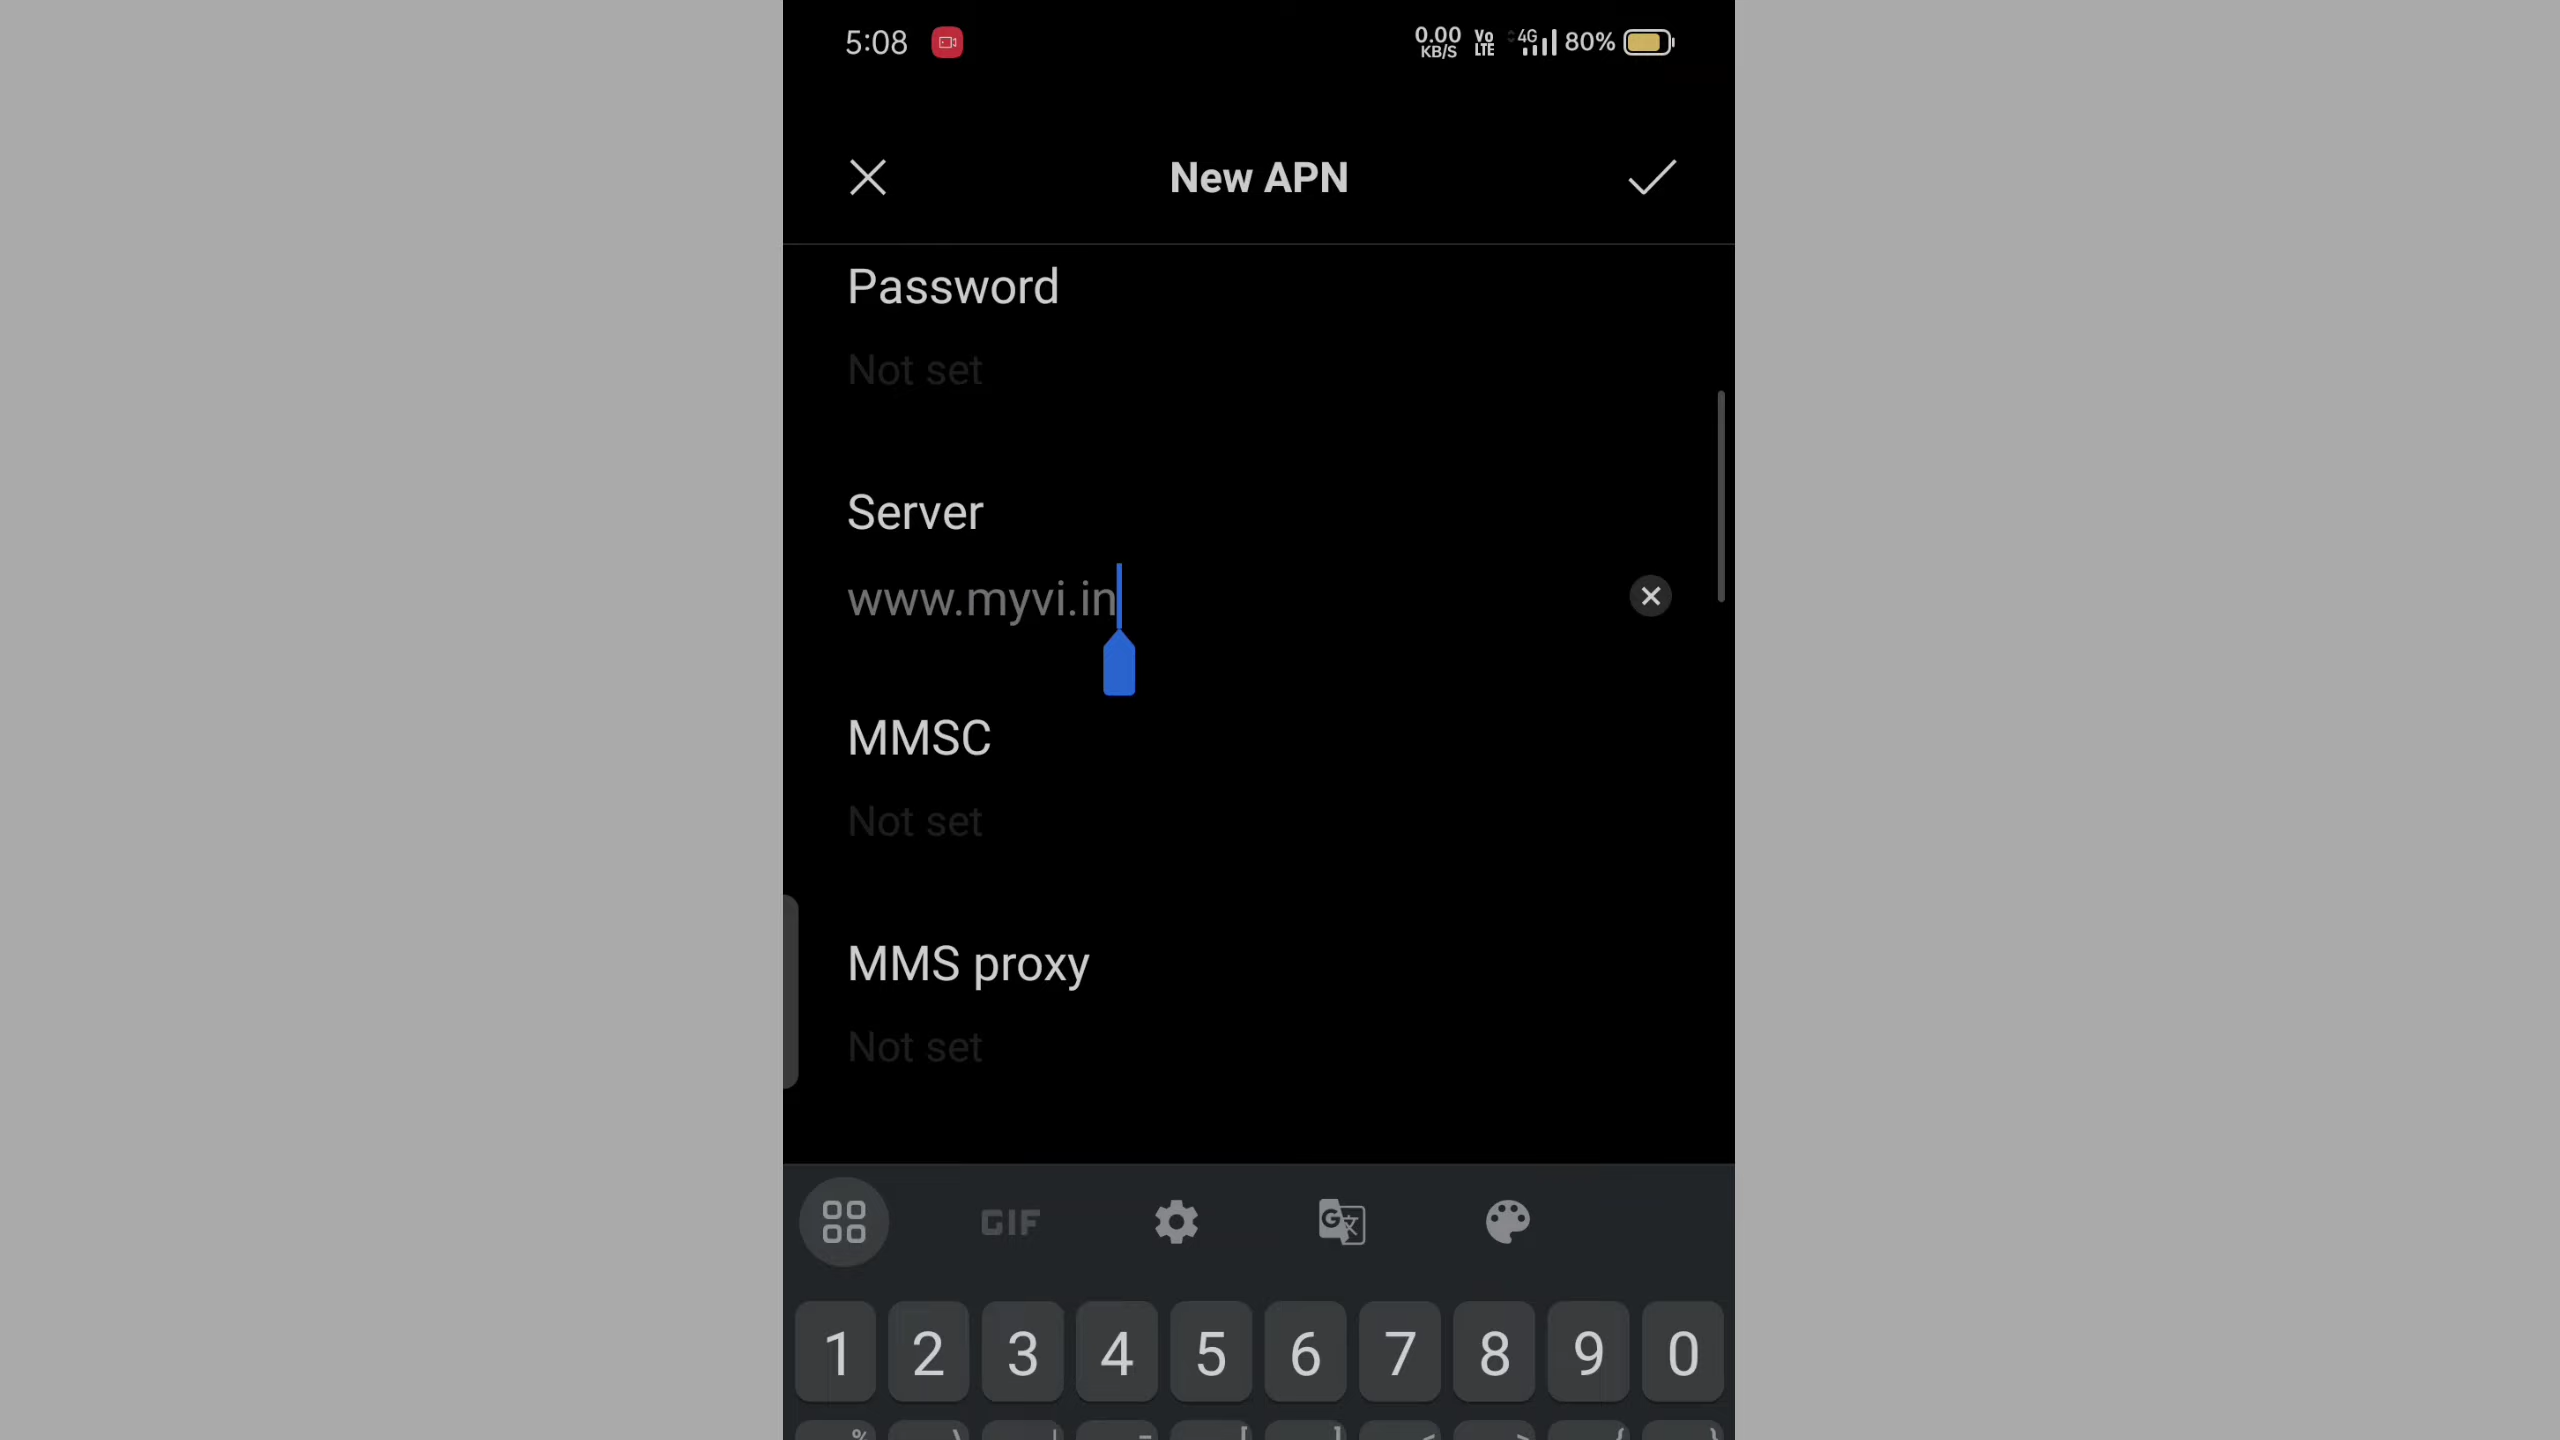 5:08
0.00 KB/S Vo LTE 4G 80%
New APN
Password
Not set
Server
www.myvi.in
MMSC
Not set
MMS proxy
Not set
GIF
1 2 3 4 5 6 7 8 9 0